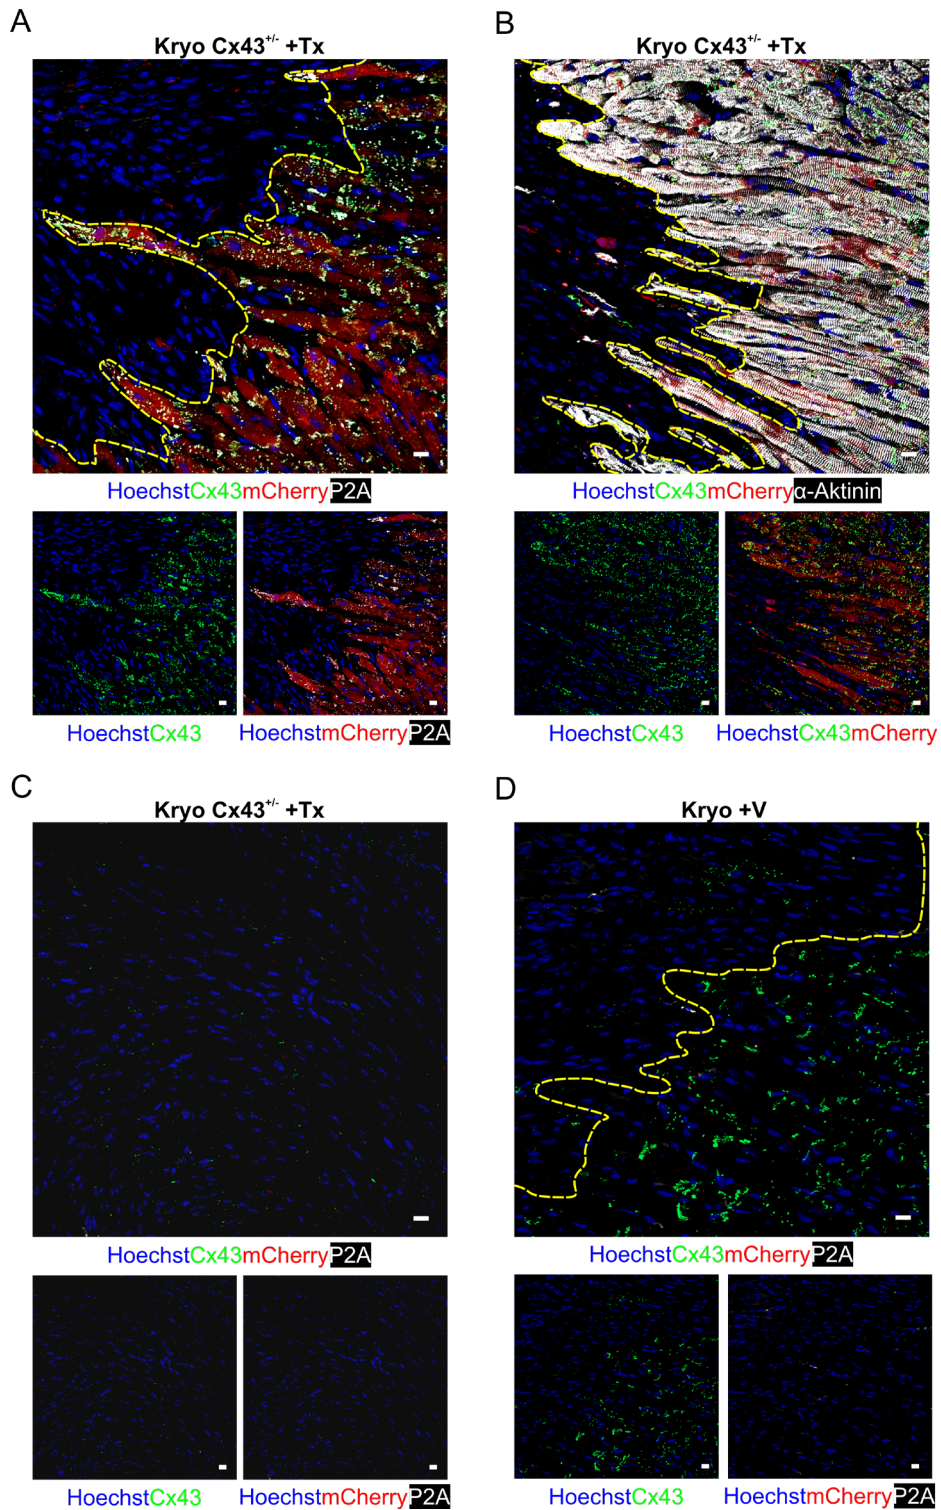 A
B
Kryo Cx43+/- +Tx
Kryo Cx43+/- +Tx
HoechstCx43mCherryP2A
HoechstCx43mCherryα-Aktinin
HoechstCx43
HoechstmCherryP2A
HoechstCx43
HoechstCx43mCherry
C
D
Kryo Cx43+/- +Tx
Kryo +V
HoechstCx43mCherryP2A
HoechstCx43mCherryP2A
HoechstCx43
HoechstmCherryP2A
HoechstCx43
HoechstmCherryP2A